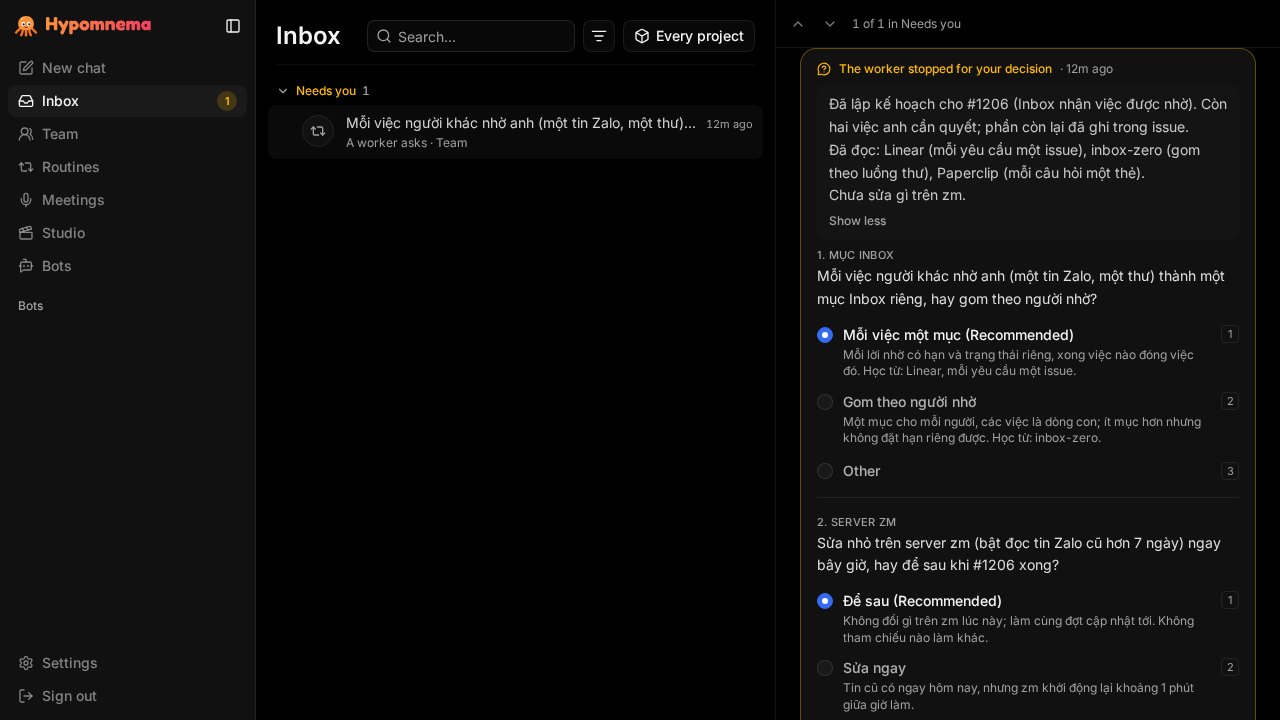 Hypomnema
New chat
Inbox
1
Team
Routines
Meetings
Studio
Bots
Bots
Settings
Sign out
Inbox
Search...
Every project
Needs you 1
Mỗi việc người khác nhờ anh (một tin Zalo, một thư)... 12m ago
A worker asks · Team
1 of 1 in Needs you
The worker stopped for your decision · 12m ago
Đã lập kế hoạch cho #1206 (Inbox nhận việc được nhờ). Còn
hai việc anh cần quyết; phần còn lại đã ghi trong issue.
Đã đọc: Linear (mỗi yêu cầu một issue), inbox-zero (gom
theo luồng thư), Paperclip (mỗi câu hỏi một thẻ).
Chưa sửa gì trên zm.
Show less
1. MỤC INBOX
Mỗi việc người khác nhờ anh (một tin Zalo, một thư) thành một
mục Inbox riêng, hay gom theo người nhờ?
Mỗi việc một mục (Recommended) 1
Mỗi lời nhờ có hạn và trạng thái riêng, xong việc nào đóng việc
đó. Học từ: Linear, mỗi yêu cầu một issue.
Gom theo người nhờ 2
Một mục cho mỗi người, các việc là dòng con; ít mục hơn nhưng
không đặt hạn riêng được. Học từ: inbox-zero.
Other 3
2. SERVER ZM
Sửa nhỏ trên server zm (bật đọc tin Zalo cũ hơn 7 ngày) ngay
bây giờ, hay để sau khi #1206 xong?
Để sau (Recommended) 1
Không đổi gì trên zm lúc này; làm cùng đợt cập nhật tới. Không
tham chiếu nào làm khác.
Sửa ngay 2
Tin cũ có ngay hôm nay, nhưng zm khởi động lại khoảng 1 phút
giữa giờ làm.